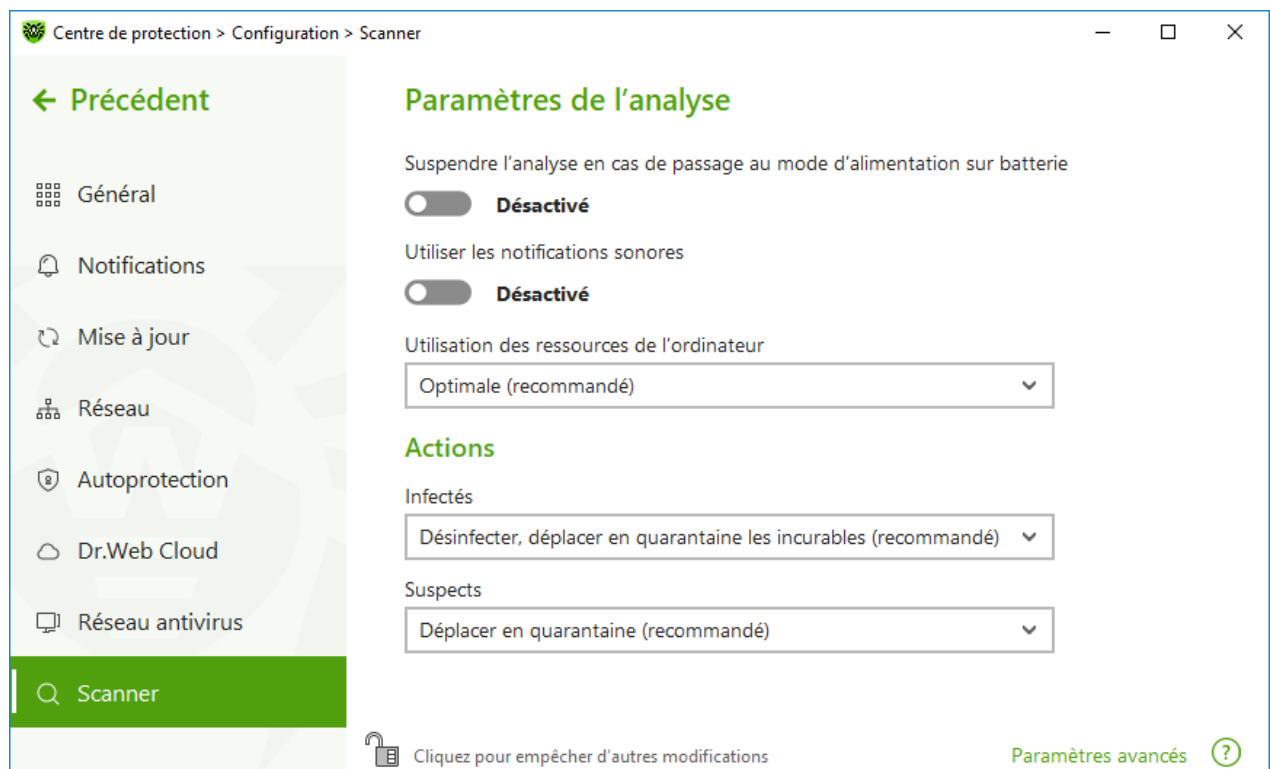 Centre de protection > Configuration > Scanner
Précédent
Général
Notifications
Mise à jour
Réseau
Autoprotection
Dr.Web Cloud
Réseau antivirus
Scanner
Paramètres de l’analyse
Suspendre l’analyse en cas de passage au mode d’alimentation sur batterie
Désactivé
Utiliser les notifications sonores
Désactivé
Utilisation des ressources de l’ordinateur
Optimale (recommandé)
Actions
Infectés
Désinfecter, déplacer en quarantaine les incurables (recommandé)
Suspects
Déplacer en quarantaine (recommandé)
Cliquez pour empêcher d'autres modifications
Paramètres avancés ?